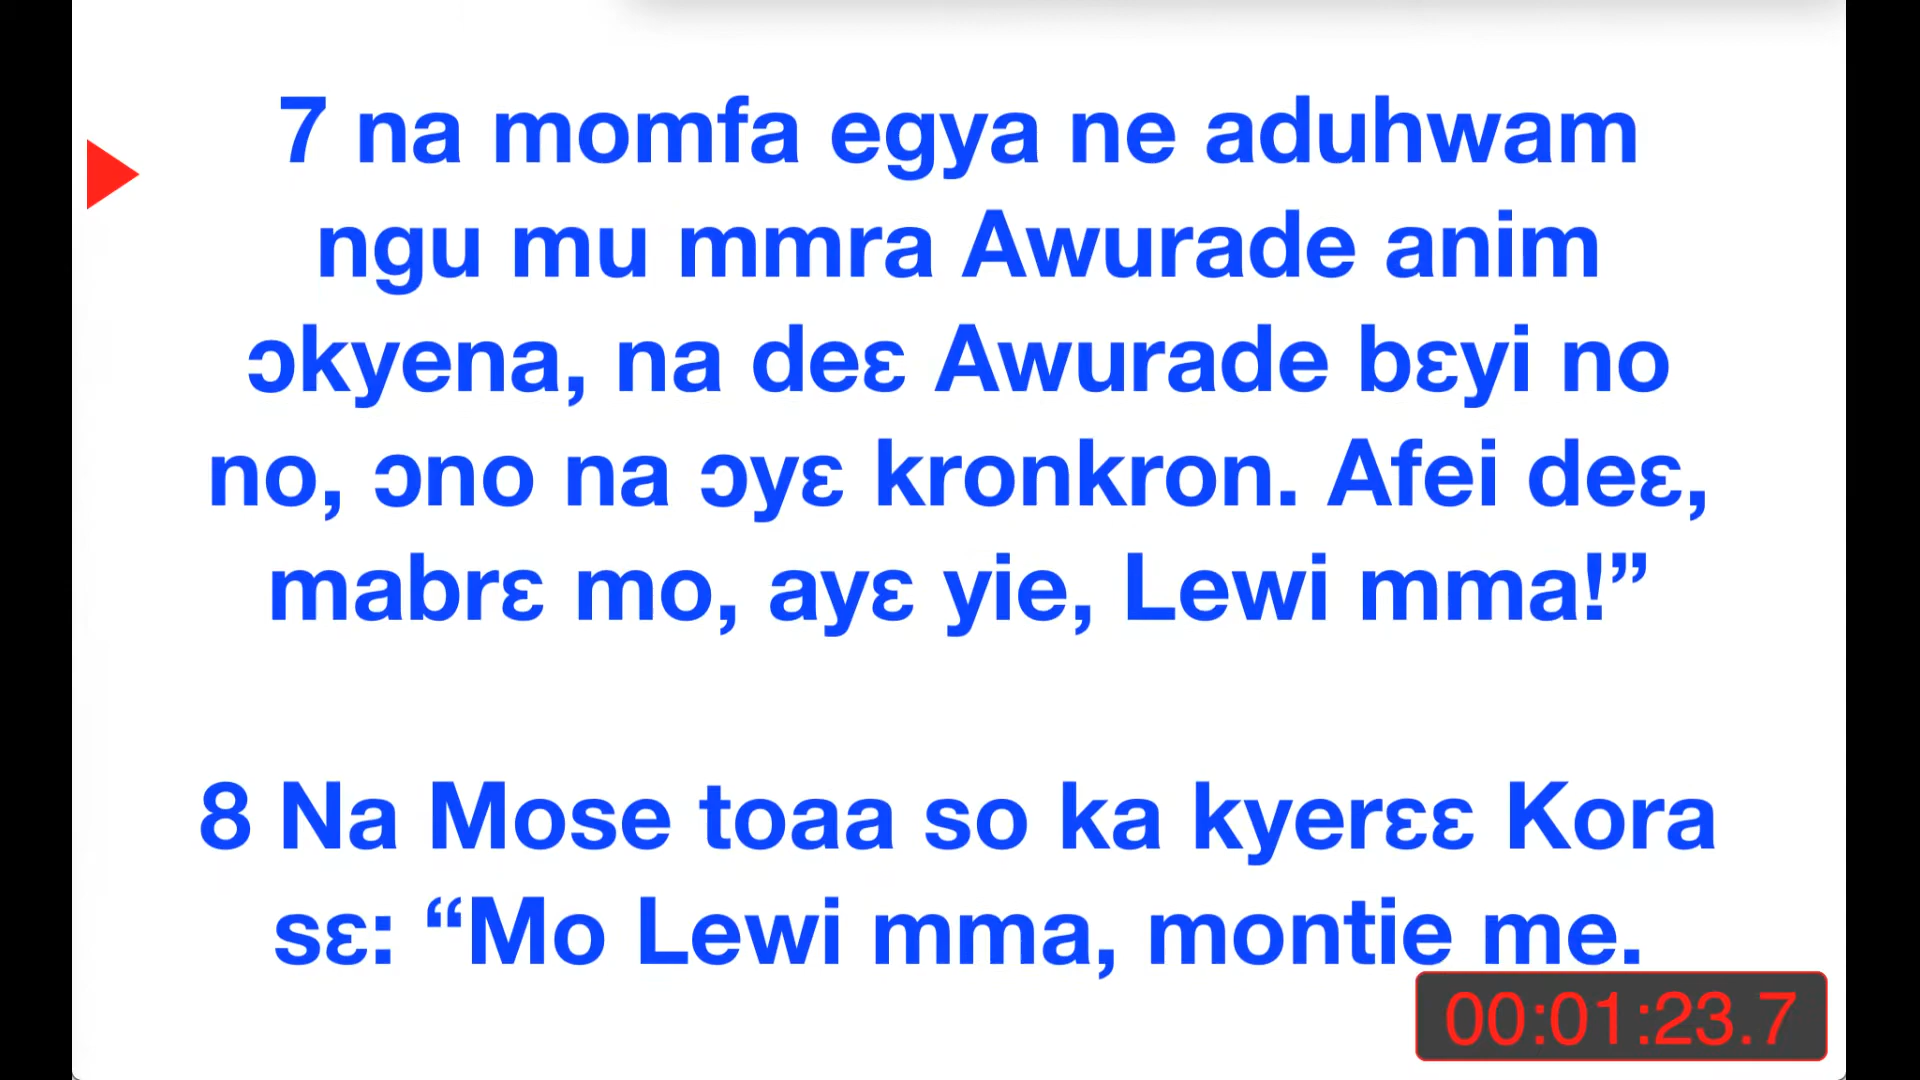 7 na momfa egya ne aduhwam
ngu mu mmra Awurade anim
ɔkyena, na deɛ Awurade bɛyi no
no, ɔno na ɔyɛ kronkron. Afei deɛ,
mabrɛ mo, ayɛ yie, Lewi mma!”
8 Na Mose toaa so ka kyerɛɛ Kora
sɛ: “Mo Lewi mma, montie me.
00:01:23.7